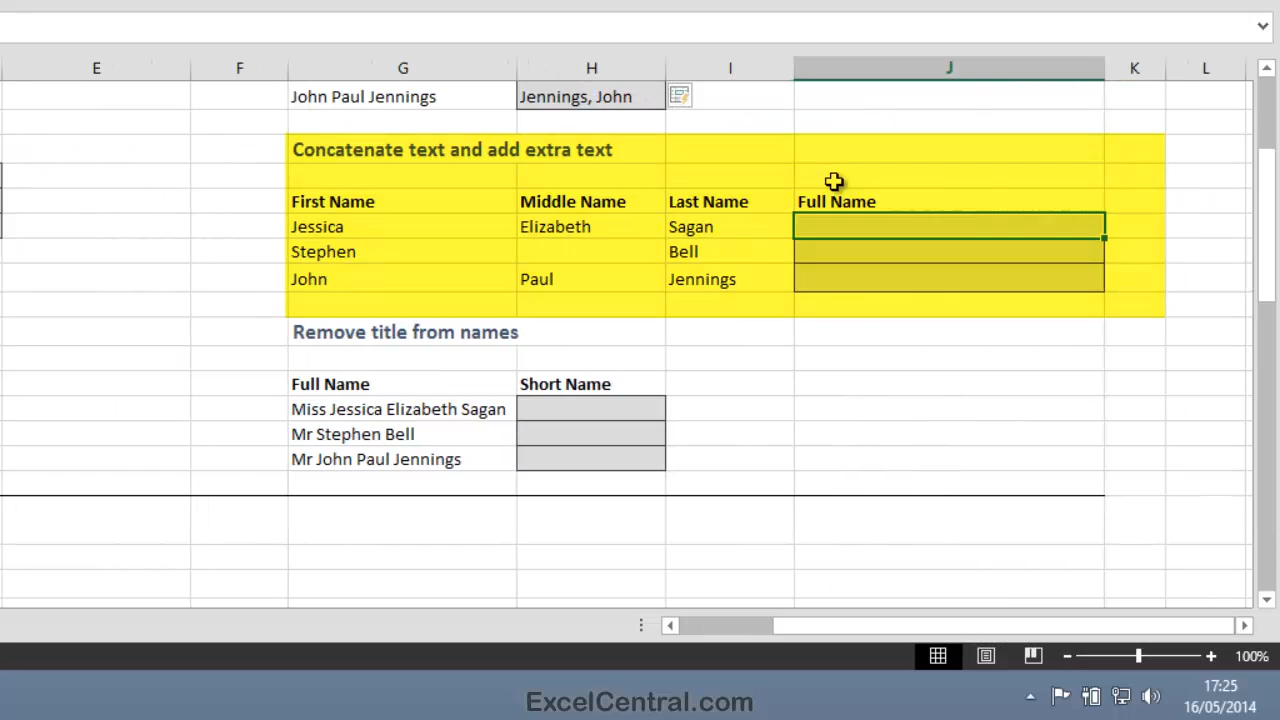 E F G H I J K L
John Paul Jennings Jennings, John
Concatenate text and add extra text
First Name Middle Name Last Name Full Name
Jessica Elizabeth Sagan
Stephen Bell
John Paul Jennings
Remove title from names
Full Name Short Name
Miss Jessica Elizabeth Sagan
Mr Stephen Bell
Mr John Paul Jennings
100%
17:25
ExcelCentral.com
16/05/2014